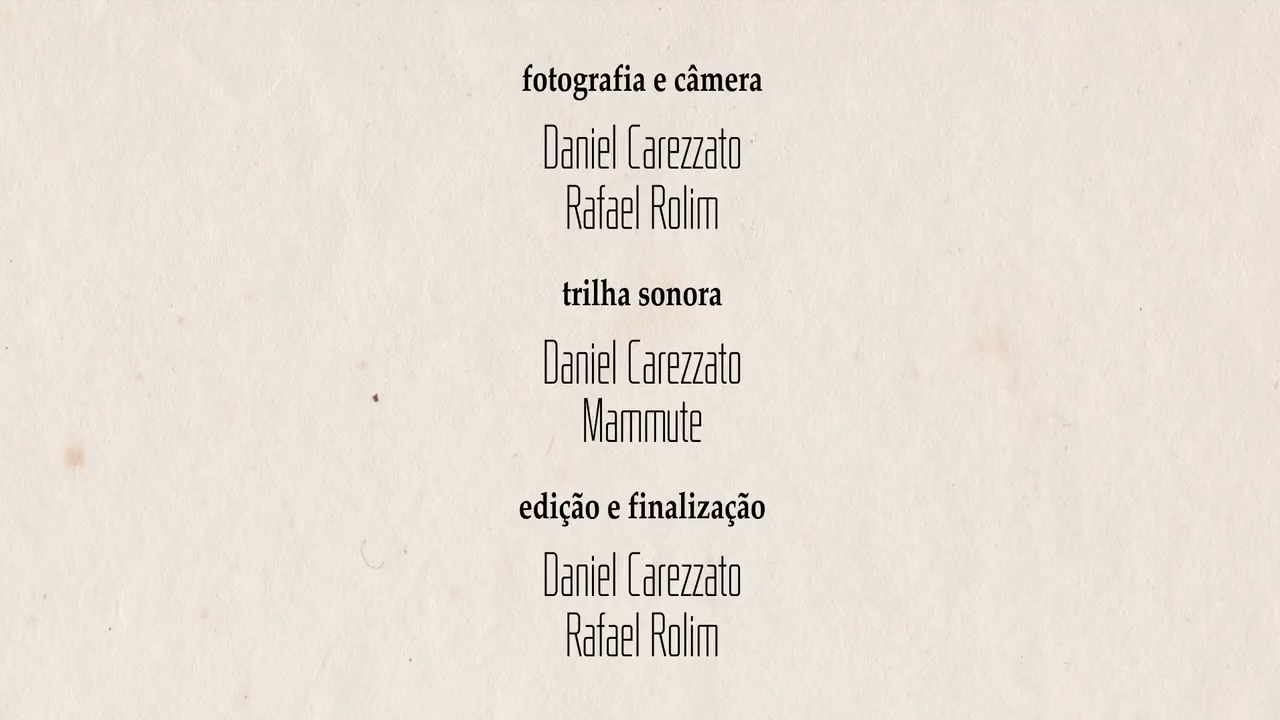 fotografia e câmera
Daniel Carezzato
Rafael Rolim
trilha sonora
Daniel Carezzato
Mammute
edição e finalização
Daniel Carezzato
Rafael Rolim